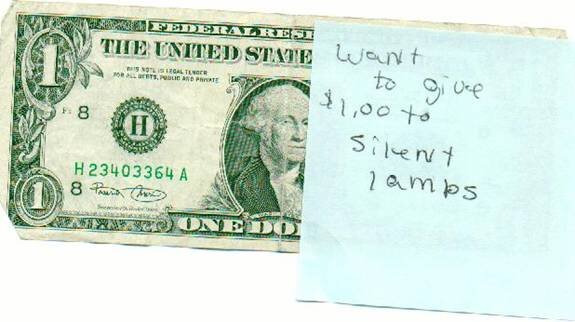 FEDERAL RESE
THE UNITED STATE
THIS NOTE IS LEGAL TENDER
FOR ALL DEBTS, PUBLIC AND PRIVATE
8
H
H 23403364 A
8
ONE DO
1
1
Want
to give
$1,00 to
Silent
lamps